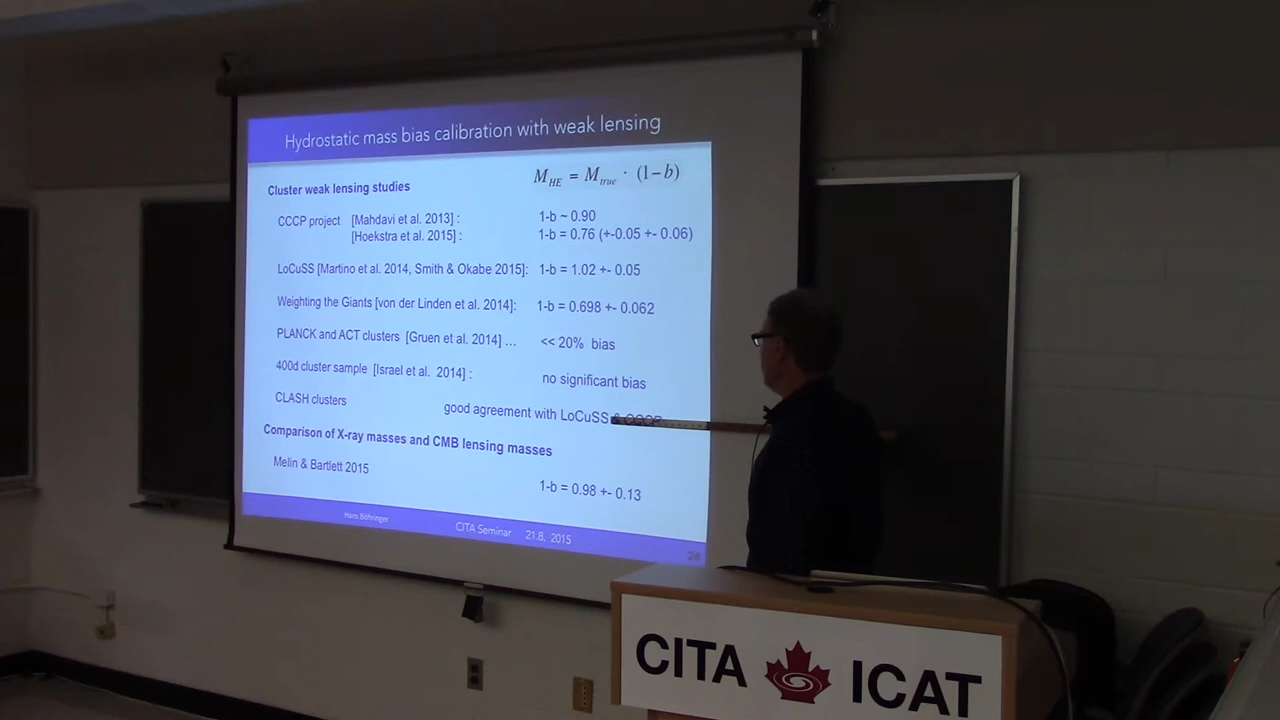 Hydrostatic mass bias calibration with weak lensing
M_HE = M_true · (1−b)
Cluster weak lensing studies
CCCP project [Mahdavi et al. 2013] : 1-b ~ 0.90
[Hoekstra et al. 2015] : 1-b = 0.76 (+-0.05 +- 0.06)
LoCuSS [Martino et al. 2014, Smith & Okabe 2015]: 1-b = 1.02 +- 0.05
Weighting the Giants [von der Linden et al. 2014]: 1-b = 0.698 +- 0.062
PLANCK and ACT clusters [Gruen et al. 2014] ... << 20% bias
400d cluster sample [Israel et al. 2014] : no significant bias
CLASH clusters good agreement with LoCuSS & CCCP
Comparison of X-ray masses and CMB lensing masses
Melin & Bartlett 2015
1-b = 0.98 +- 0.13
Hans Böhringer CITA Seminar 21.8, 2015 24
CITA ICAT